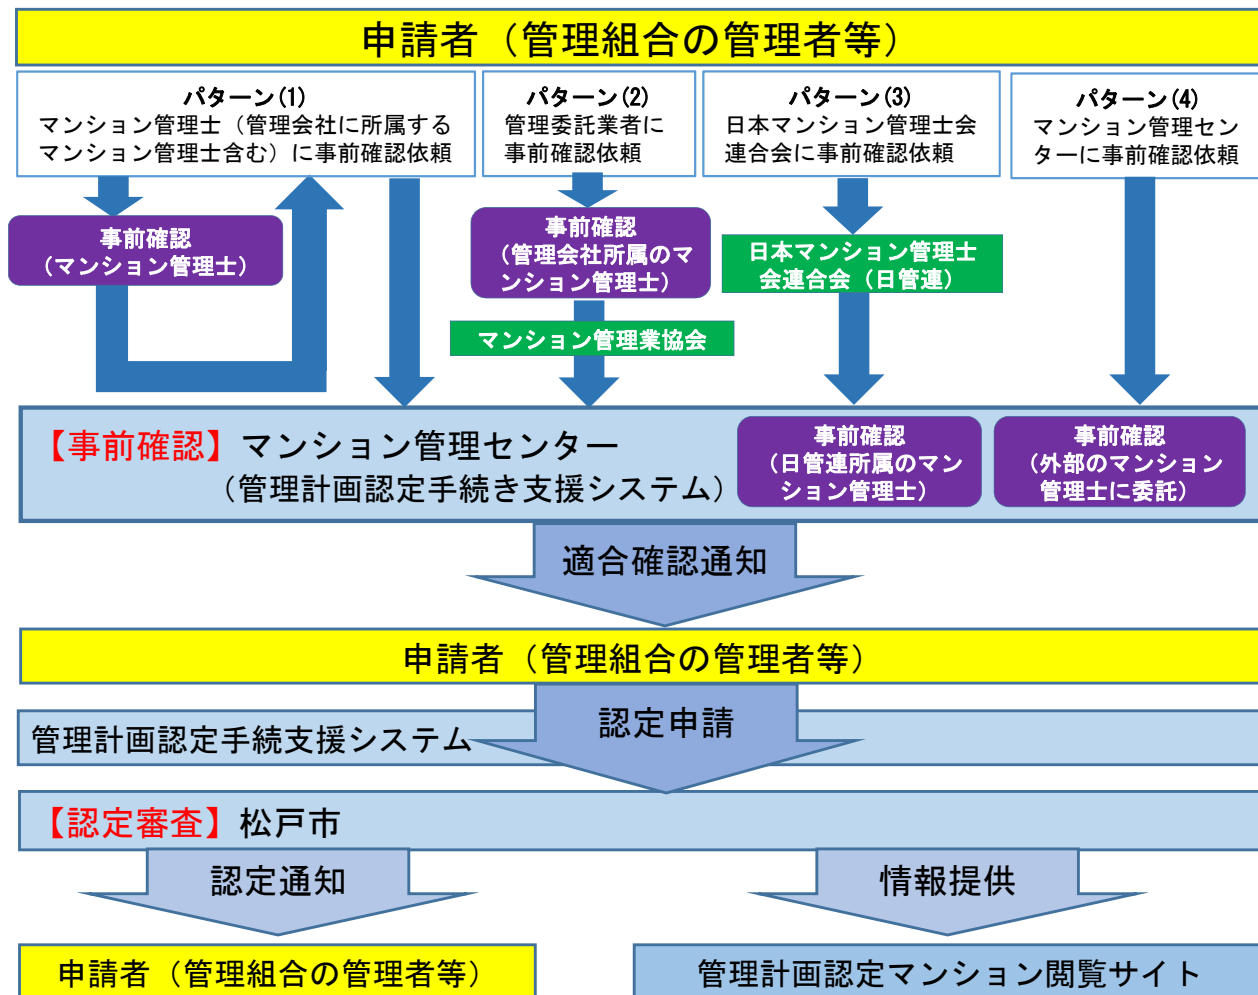 申請者（管理組合の管理者等）
パターン(1)
マンション管理士（管理会社に所属する
マンション管理士含む）に事前確認依頼
パターン(2)
管理委託業者に
事前確認依頼
パターン(3)
日本マンション管理士会
連合会に事前確認依頼
パターン(4)
マンション管理セン
ターに事前確認依頼
事前確認
（マンション管理士）
事前確認
（管理会社所属のマ
ンション管理士）
マンション管理業協会
日本マンション管理士
会連合会（日管連）
【事前確認】マンション管理センター
（管理計画認定手続き支援システム）
事前確認
（日管連所属のマン
ション管理士）
事前確認
（外部のマンション
管理士に委託）
適合確認通知
申請者（管理組合の管理者等）
認定申請
管理計画認定手続支援システム
【認定審査】松戸市
認定通知
情報提供
申請者（管理組合の管理者等）
管理計画認定マンション閲覧サイト